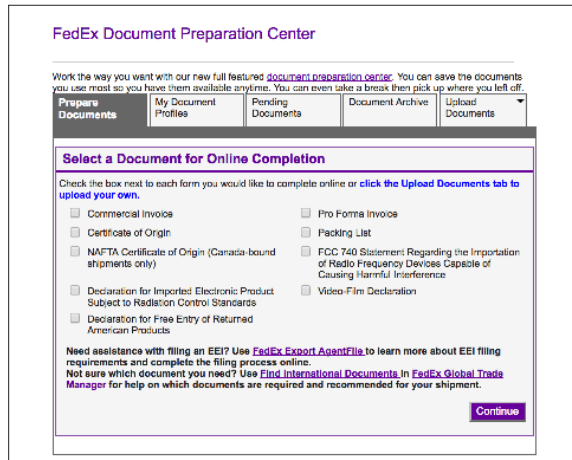 FedEx Document Preparation Center
Work the way you want with our new full featured document preparation center. You can save the documents
you use most so you have them available anytime. You can even take a break then pick up where you left off.
Prepare Documents
My Document Profiles
Pending Documents
Document Archive
Upload Documents
Select a Document for Online Completion
Check the box next to each form you would like to complete online or click the Upload Documents tab to
upload your own.
Commercial Invoice
Pro Forma Invoice
Certificate of Origin
Packing List
NAFTA Certificate of Origin (Canada-bound
shipments only)
FCC 740 Statement Regarding the Importation
of Radio Frequency Devices Capable of
Causing Harmful Interference
Declaration for Imported Electronic Product
Subject to Radiation Control Standards
Video-Film Declaration
Declaration for Free Entry of Returned
American Products
Need assistance with filing an EEI? Use FedEx Export AgentFile to learn more about EEI filing
requirements and complete the filing process online.
Not sure which document you need? Use Find International Documents in FedEx Global Trade
Manager for help on which documents are required and recommended for your shipment.
Continue